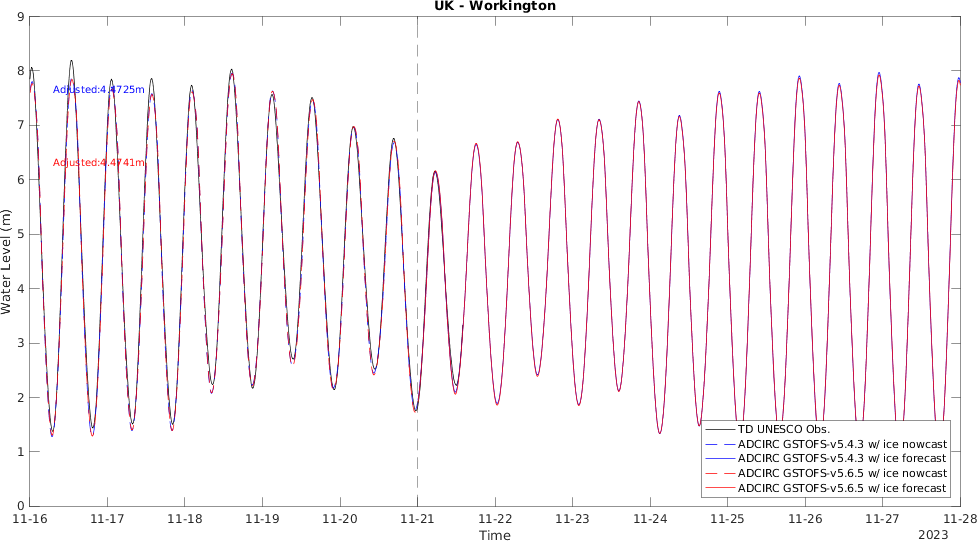 UK - Workington
9
8
7
6
5
4
3
2
1
0
Water Level (m)
Adjusted:4.4725m
Adjusted:4.4741m
TD UNESCO Obs.
ADCIRC GSTOFS-v5.4.3 w/ ice nowcast
ADCIRC GSTOFS-v5.4.3 w/ ice forecast
ADCIRC GSTOFS-v5.6.5 w/ ice nowcast
ADCIRC GSTOFS-v5.6.5 w/ ice forecast
11-16 11-17 11-18 11-19 11-20 11-21 11-22 11-23 11-24 11-25 11-26 11-27 11-28
Time
2023